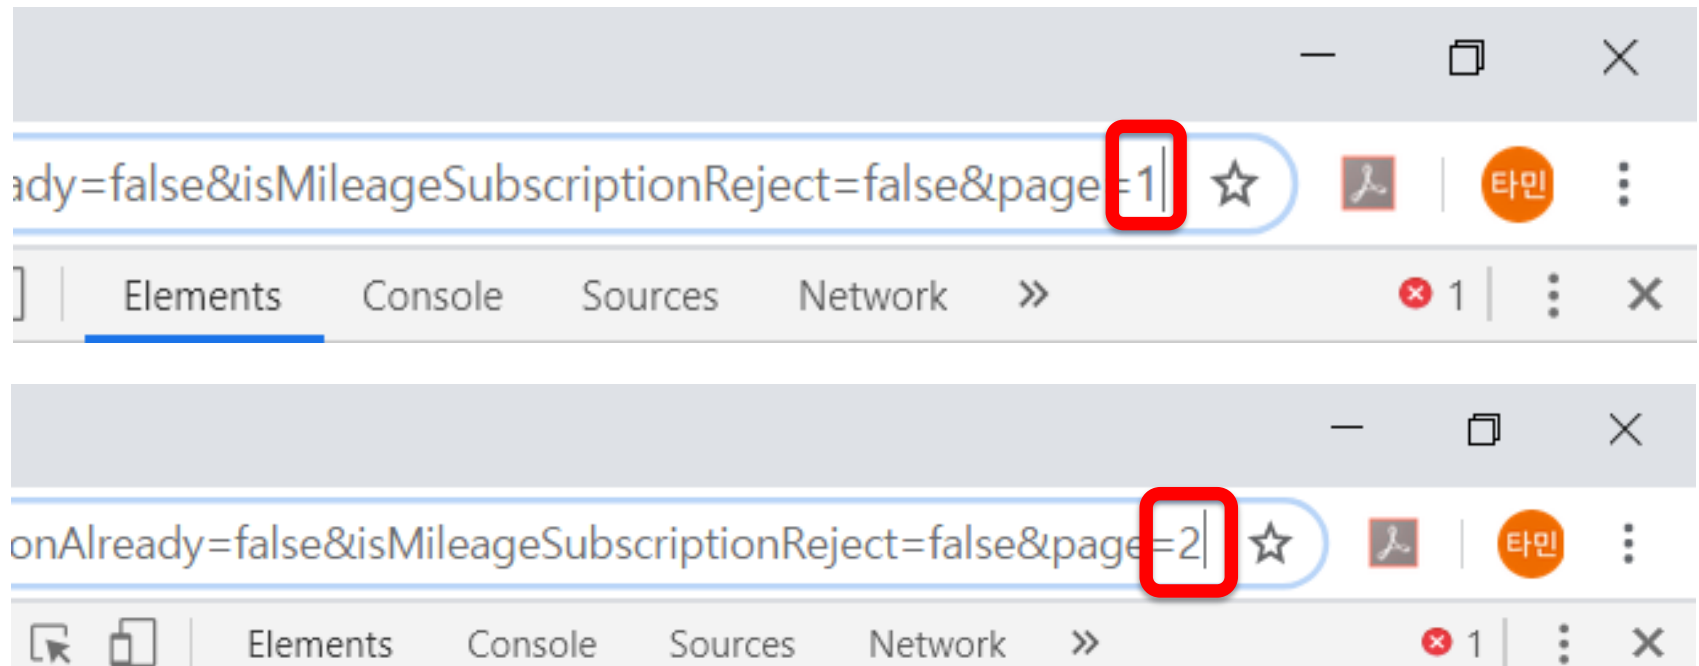 ady=false&isMileageSubscriptionReject=false&page=1 타민
Elements Console Sources Network » 1
onAlready=false&isMileageSubscriptionReject=false&page=2 타민
Elements Console Sources Network » 1